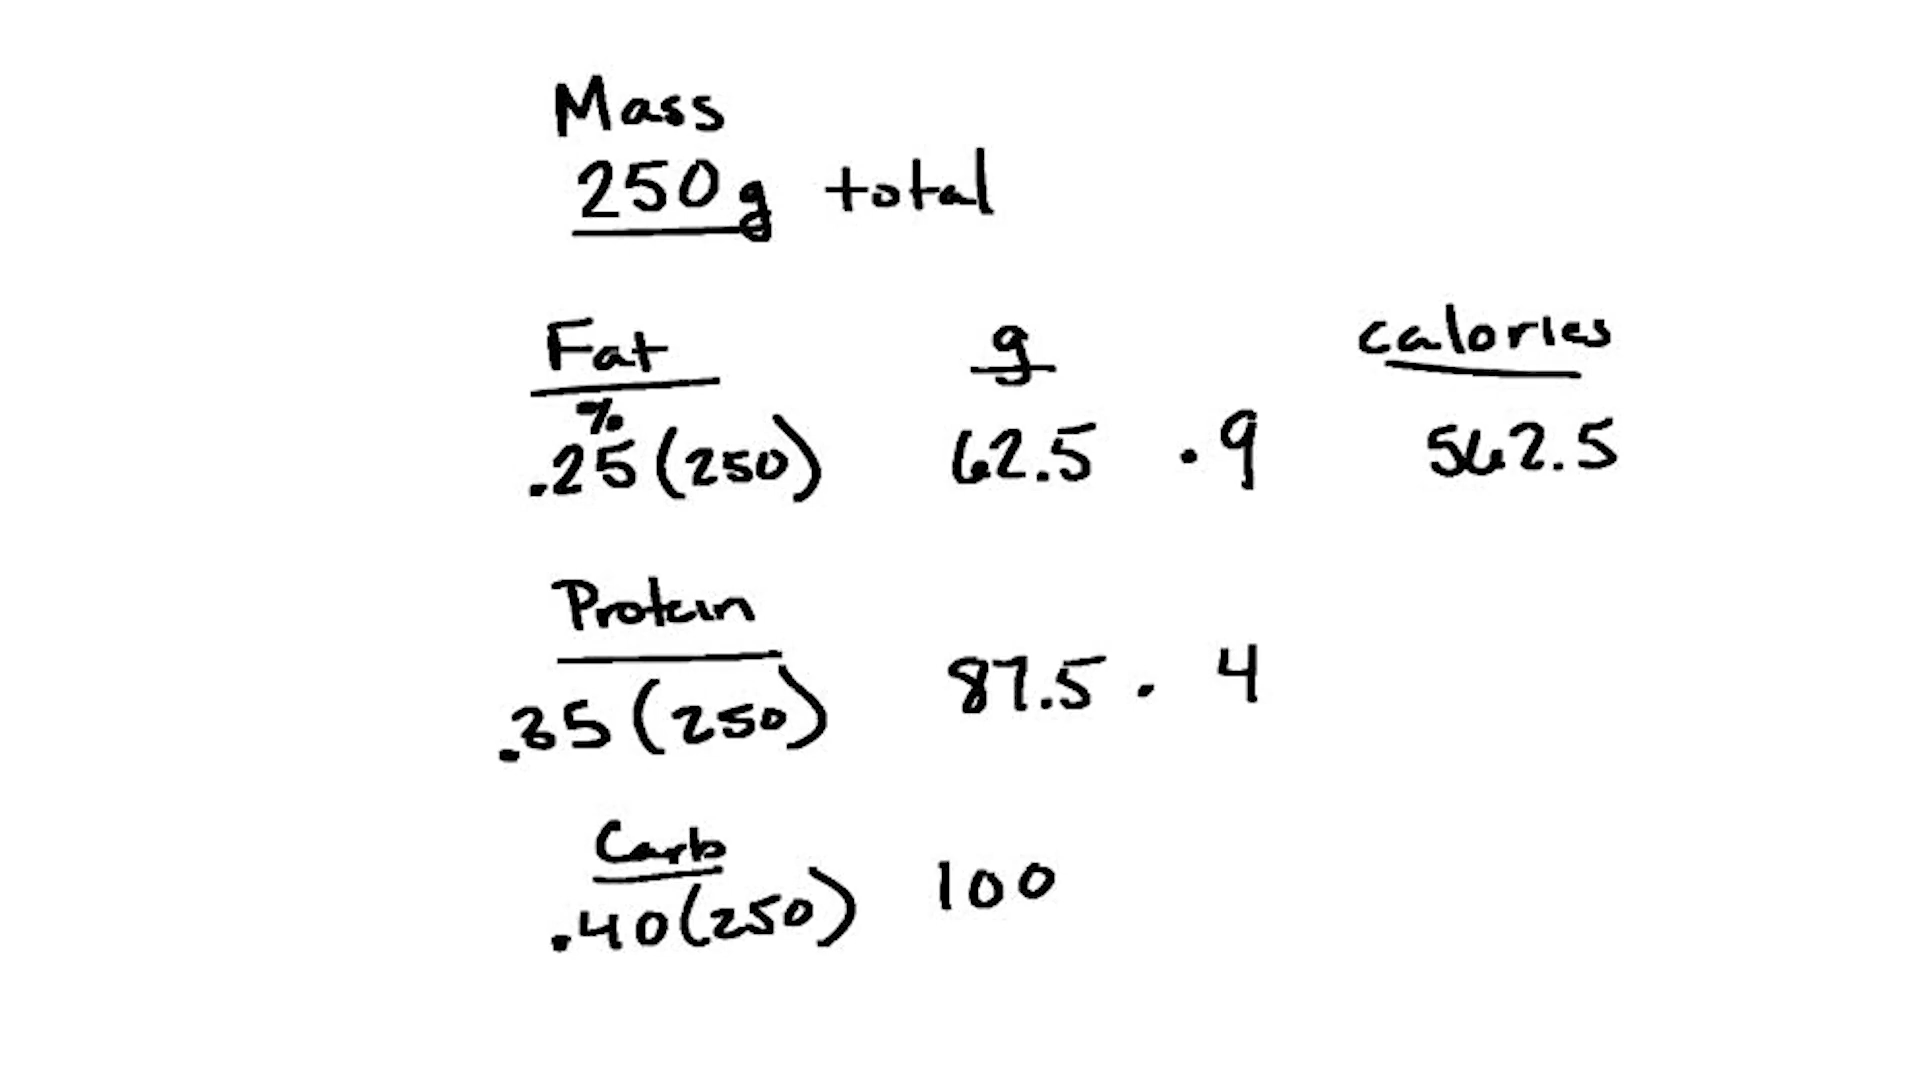 Mass
250g total
Fat g calories
%
.25(250) 62.5 . 9 562.5
Protein
.35(250) 87.5 . 4
Carb
.40(250) 100